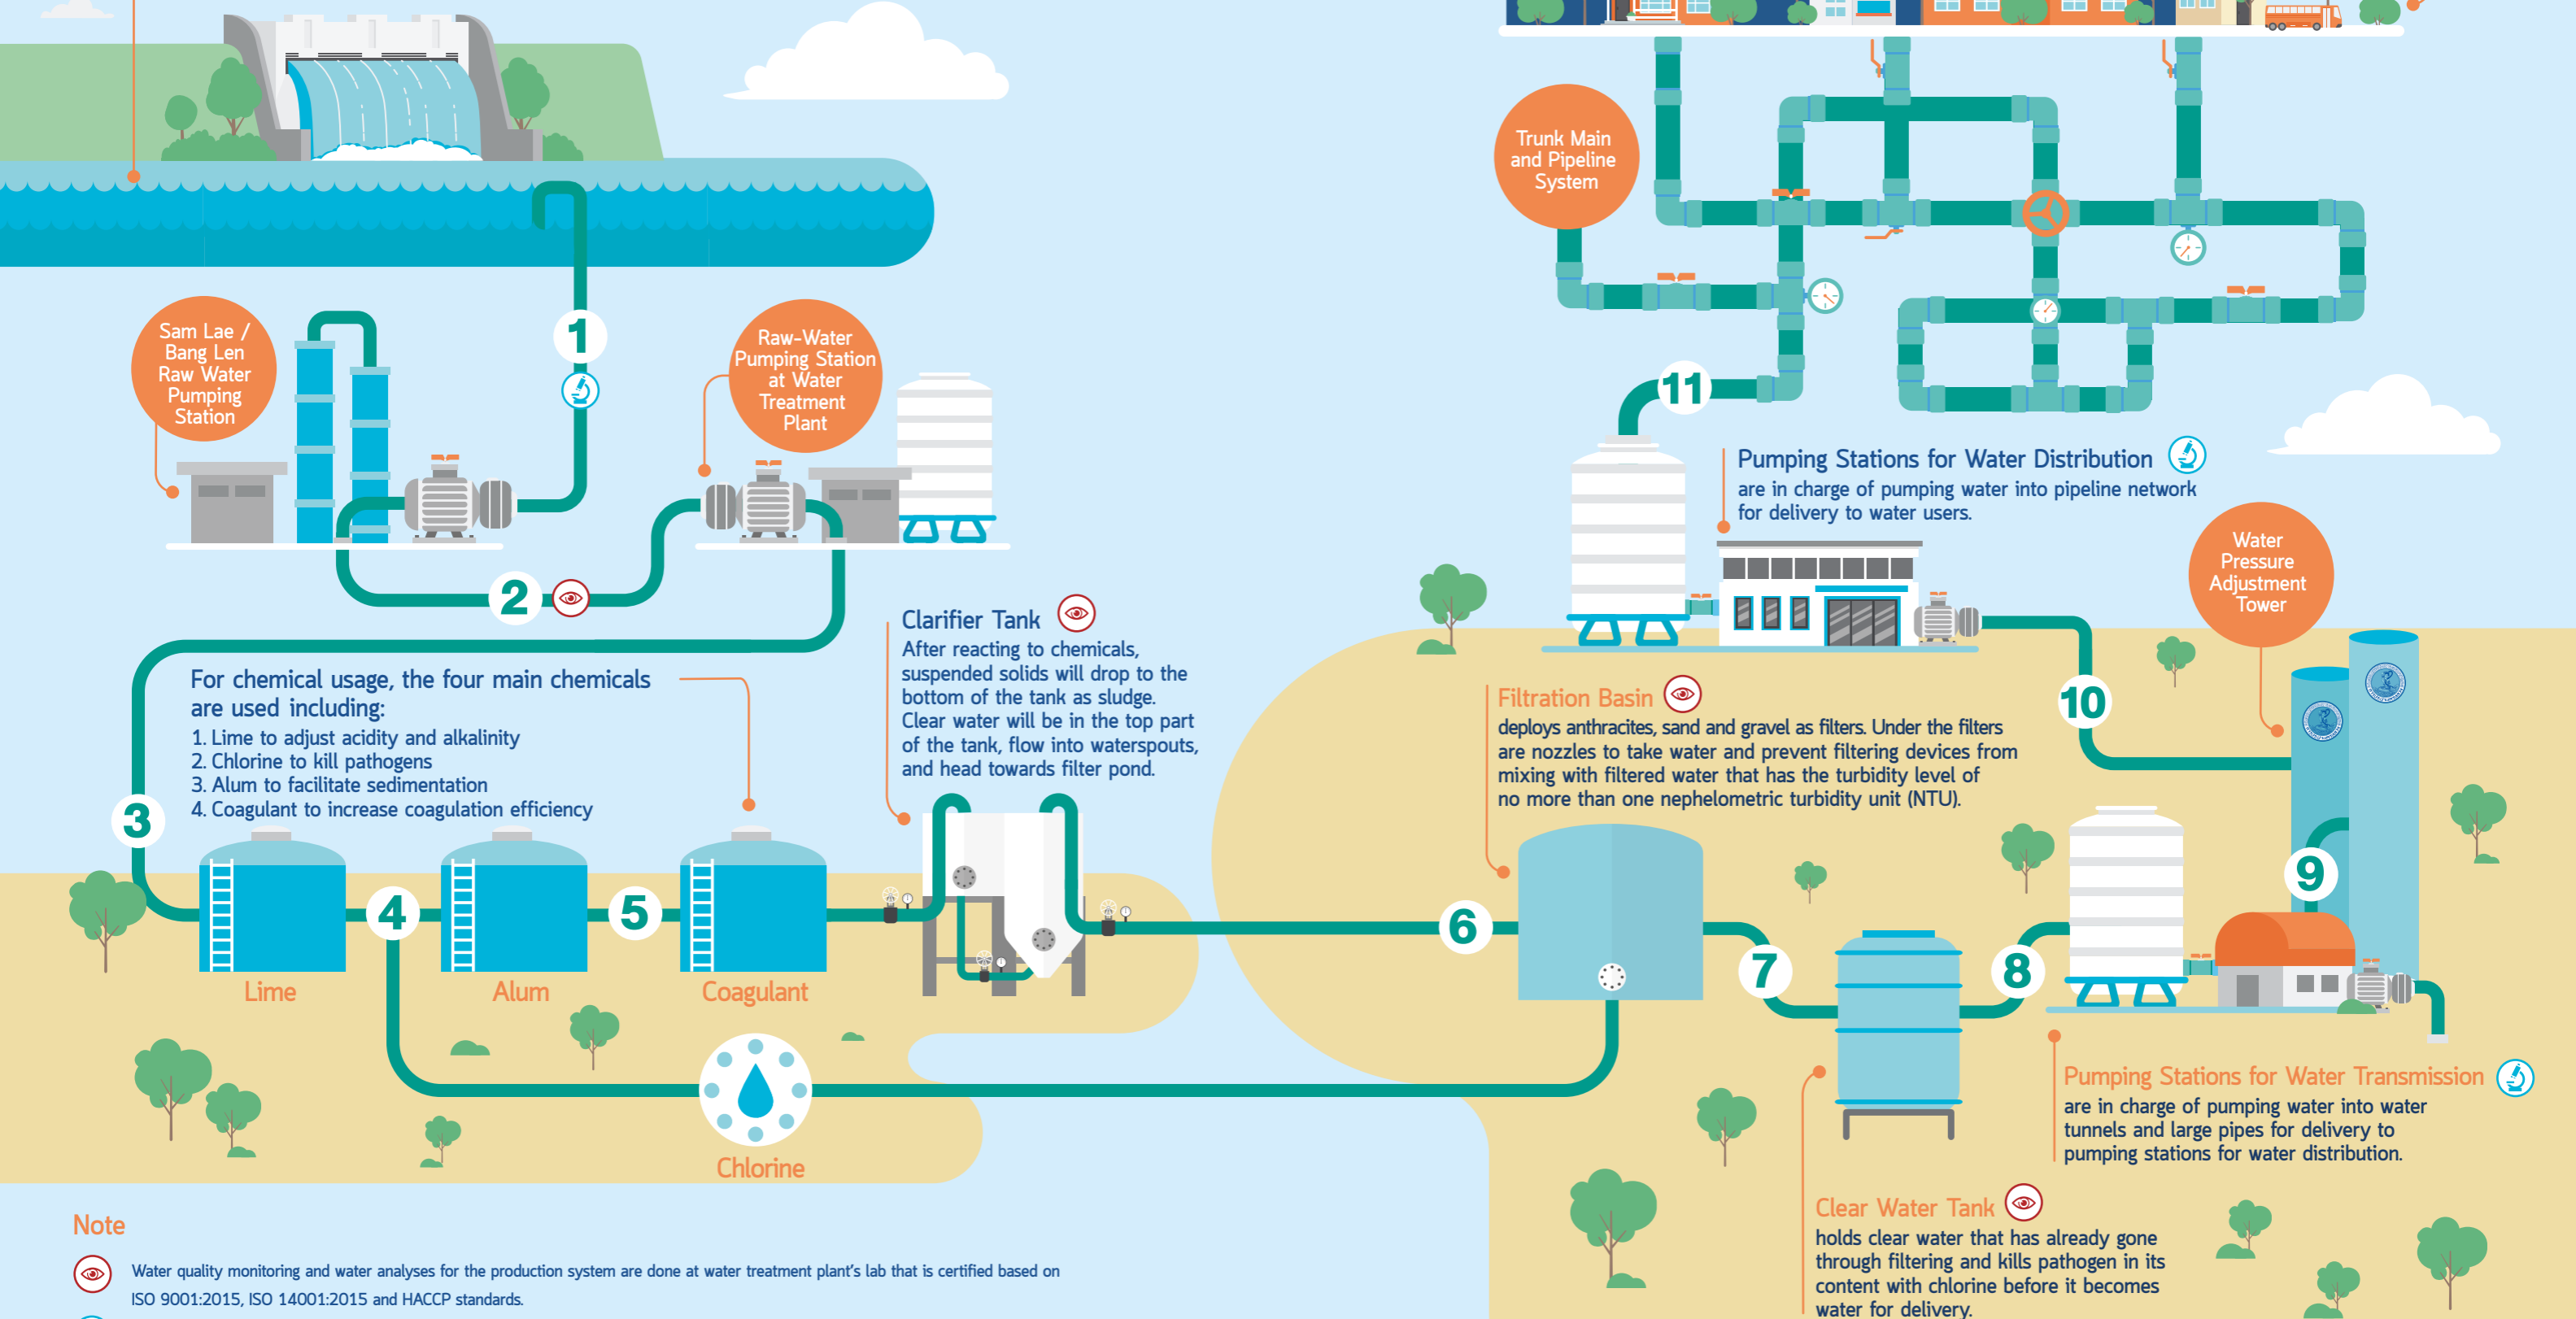 Trunk Main
and Pipeline
System
1
Sam Lae /
Bang Len
Raw Water
Pumping
Station
Raw-Water
Pumping Station
at Water
Treatment
Plant
2
11
Pumping Stations for Water Distribution
are in charge of pumping water into pipeline network
for delivery to water users.
Water
Pressure
Adjustment
Tower
For chemical usage, the four main chemicals
are used including:
1. Lime to adjust acidity and alkalinity
2. Chlorine to kill pathogens
3. Alum to facilitate sedimentation
4. Coagulant to increase coagulation efficiency
Clarifier Tank
After reacting to chemicals,
suspended solids will drop to the
bottom of the tank as sludge.
Clear water will be in the top part
of the tank, flow into waterspouts,
and head towards filter pond.
10
Filtration Basin
deploys anthracites, sand and gravel as filters. Under the filters
are nozzles to take water and prevent filtering devices from
mixing with filtered water that has the turbidity level of
no more than one nephelometric turbidity unit (NTU).
3
4
5
6
7
8
9
Lime
Alum
Coagulant
Chlorine
Pumping Stations for Water Transmission
are in charge of pumping water into water
tunnels and large pipes for delivery to
pumping stations for water distribution.
Clear Water Tank
holds clear water that has already gone
through filtering and kills pathogen in its
content with chlorine before it becomes
water for delivery.
Note
Water quality monitoring and water analyses for the production system are done at water treatment plant's lab that is certified based on
ISO 9001:2015, ISO 14001:2015 and HACCP standards.